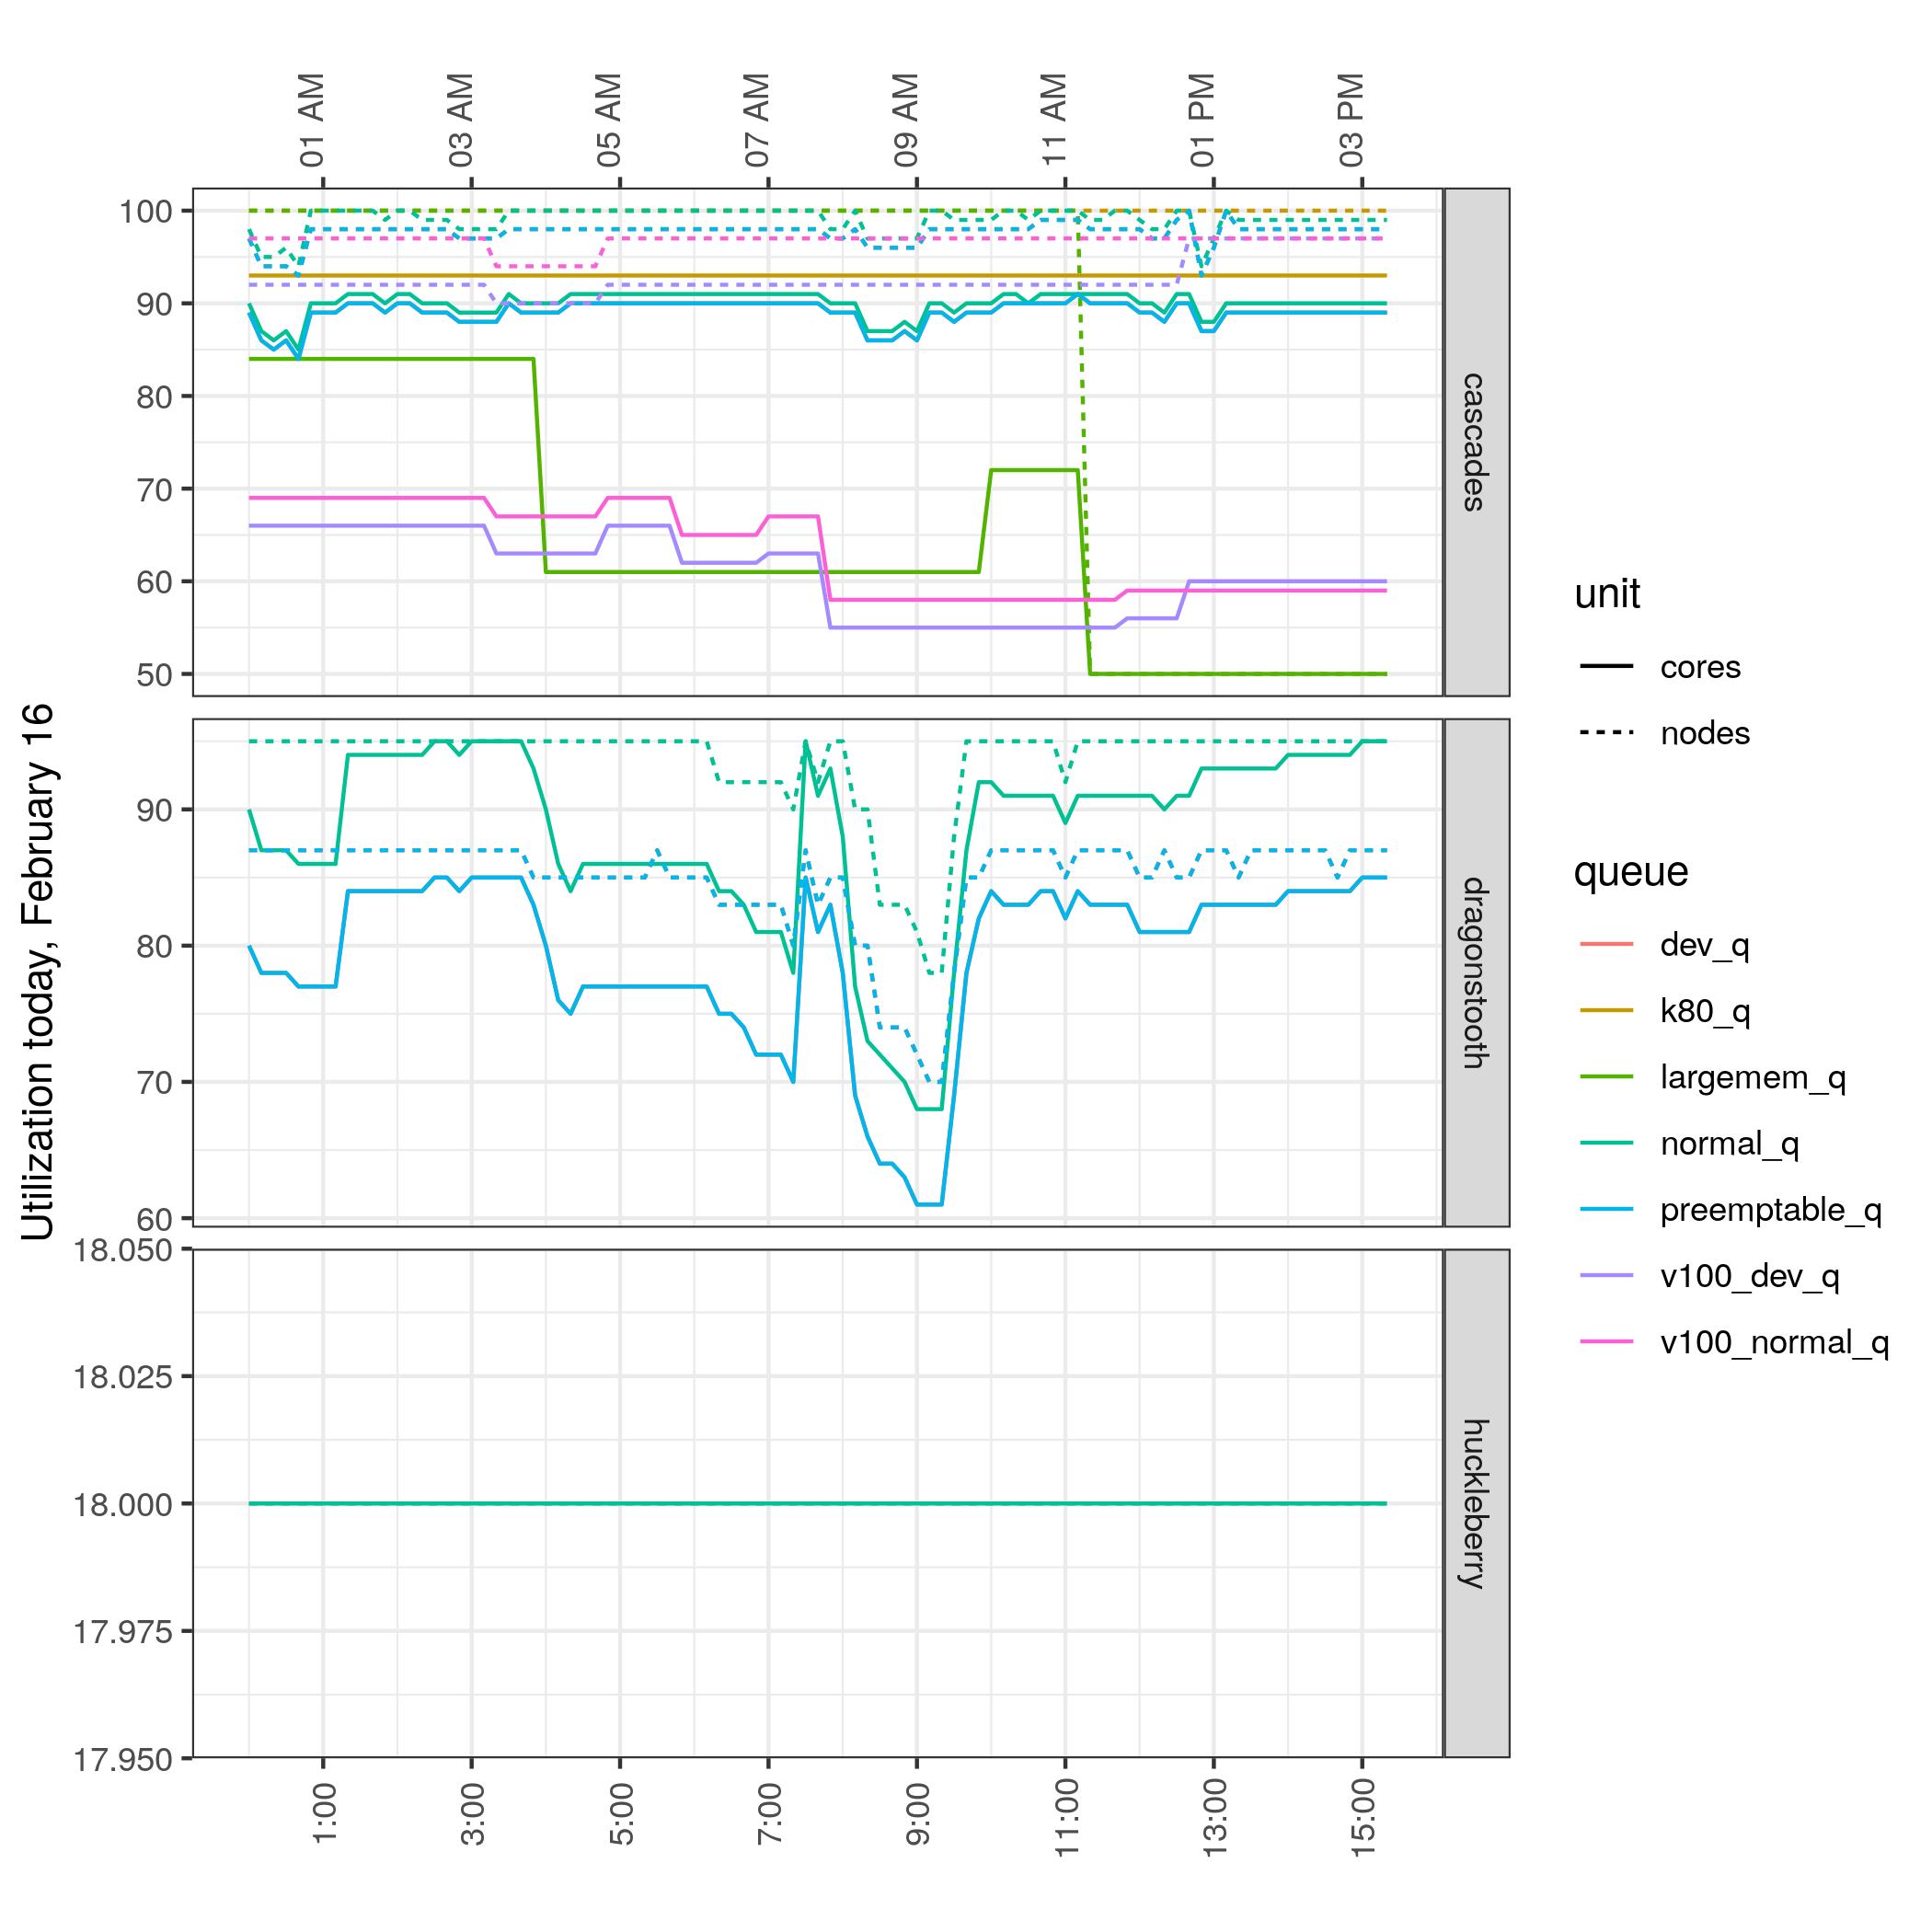 01 AM
03 AM
05 AM
07 AM
09 AM
11 AM
01 PM
03 PM
100
90
80
70
60
50
cascades
Utilization today, February 16
90
80
70
60
dragonstooth
18.050
18.025
18.000
17.975
17.950
huckleberry
1:00
3:00
5:00
7:00
9:00
11:00
13:00
15:00
unit
cores
nodes
queue
dev_q
k80_q
largemem_q
normal_q
preemptable_q
v100_dev_q
v100_normal_q